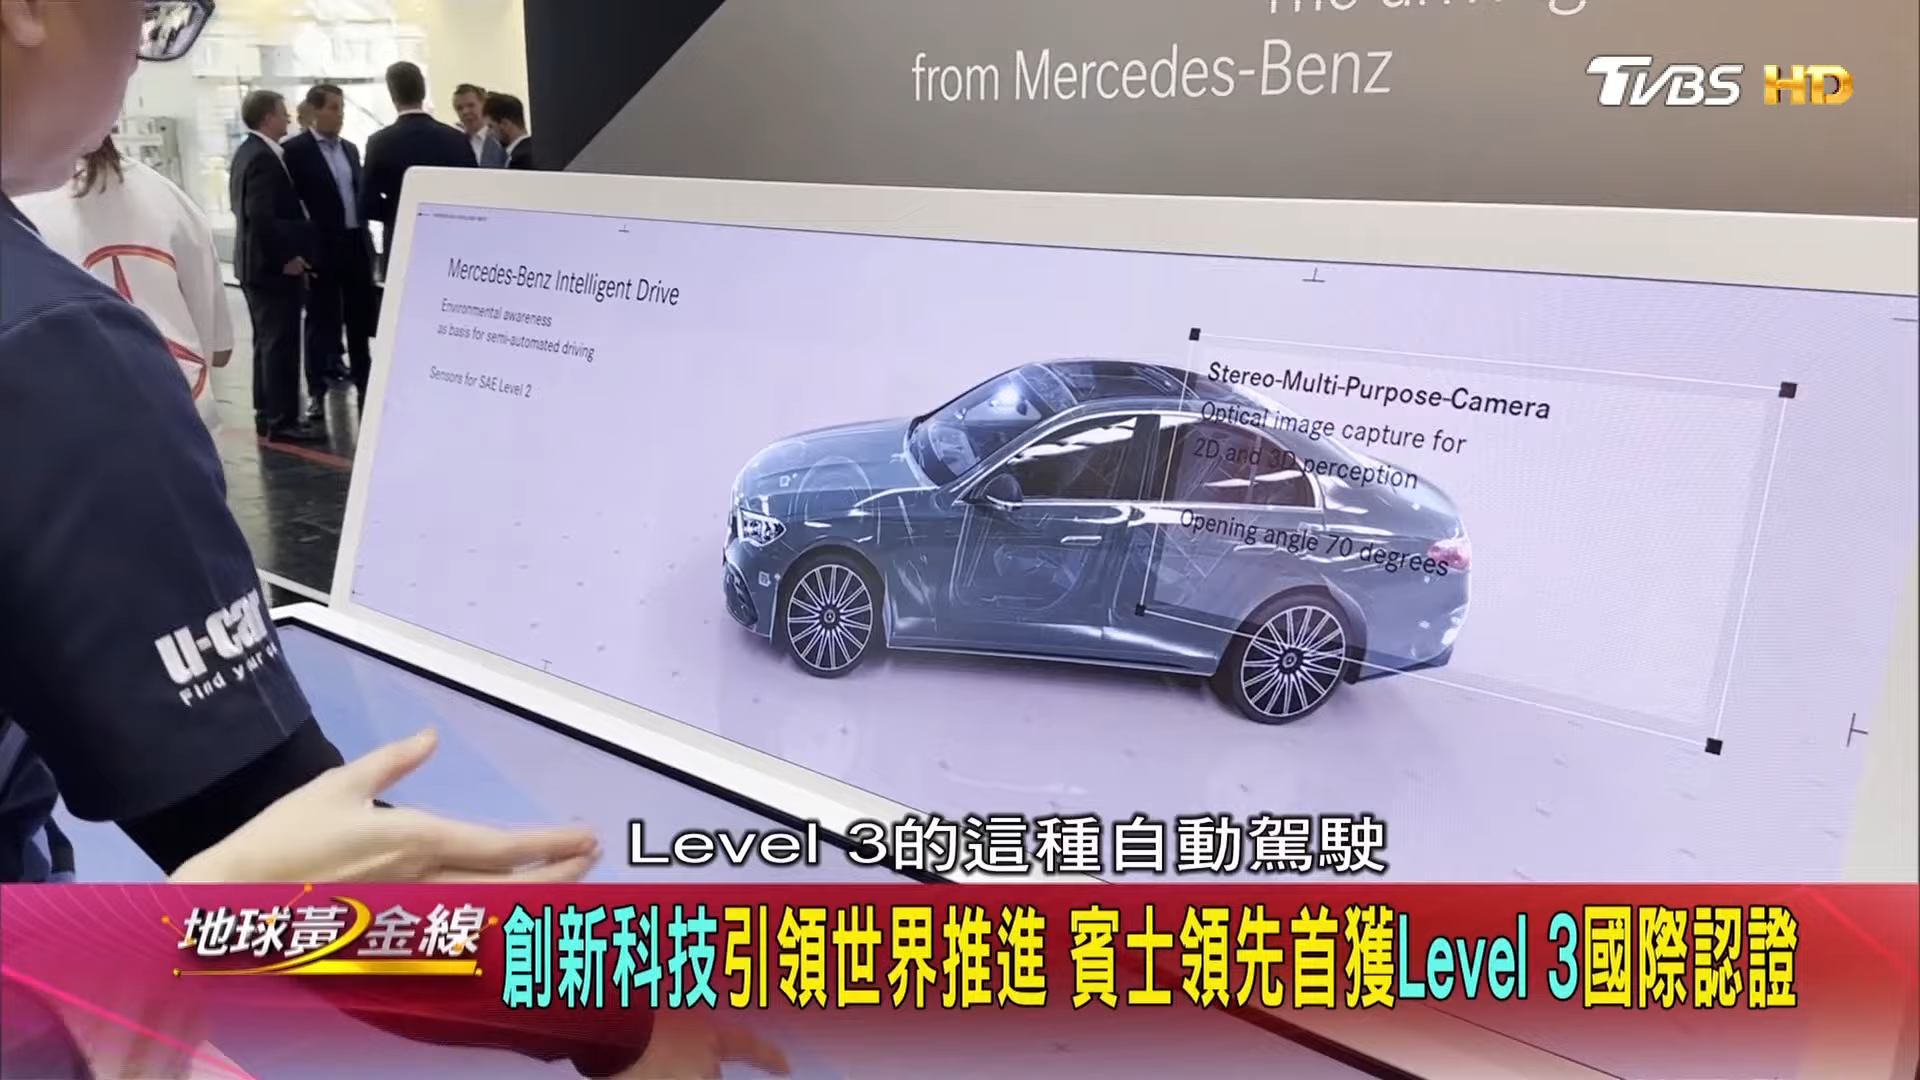 from Mercedes-Benz
TVBS HD
Mercedes-Benz Intelligent Drive
Environmental awareness
as basis for semi-automated driving
Sensors for SAE Level 2
Stereo-Multi-Purpose-Camera
Optical image capture for
2D and 3D perception
Opening angle 70 degrees
u-car
Find your
Level 3的這種自動駕駛
地球黃金線
創新科技引領世界推進 賓士領先首獲Level 3國際認證